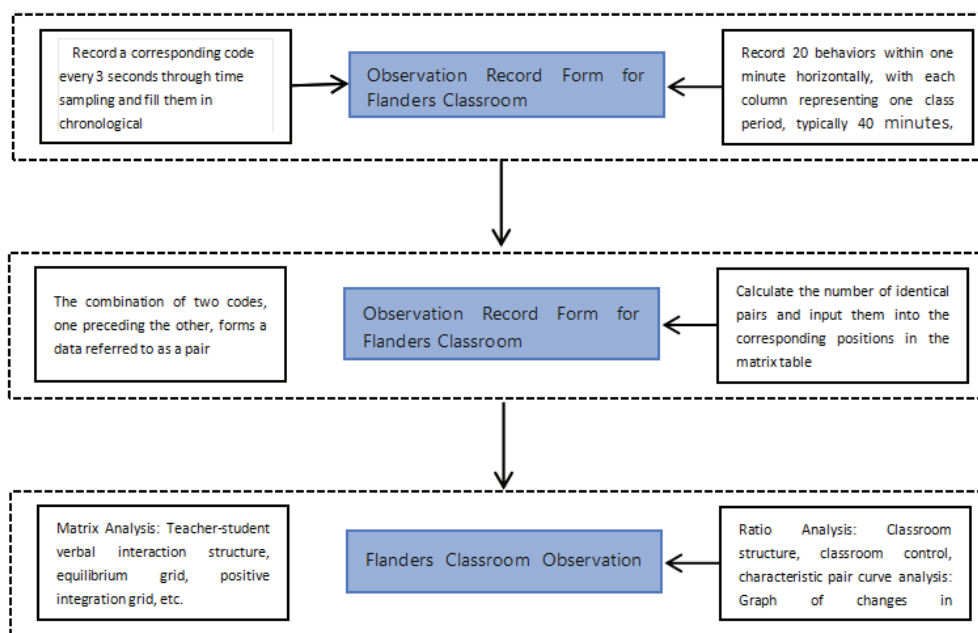 Record a corresponding code
every 3 seconds through time
sampling and fill them in
chronological
Observation Record Form for
Flanders Classroom
Record 20 behaviors within one
minute horizontally, with each
column representing one class
period, typically 40 minutes,
The combination of two codes,
one preceding the other, forms a
data referred to as a pair
Observation Record Form for
Flanders Classroom
Calculate the number of identical
pairs and input them into the
corresponding positions in the
matrix table
Matrix Analysis: Teacher-student
verbal interaction structure,
equilibrium grid, positive
integration grid, etc.
Flanders Classroom Observation
Ratio Analysis: Classroom
structure, classroom control,
characteristic pair curve analysis:
Graph of changes in